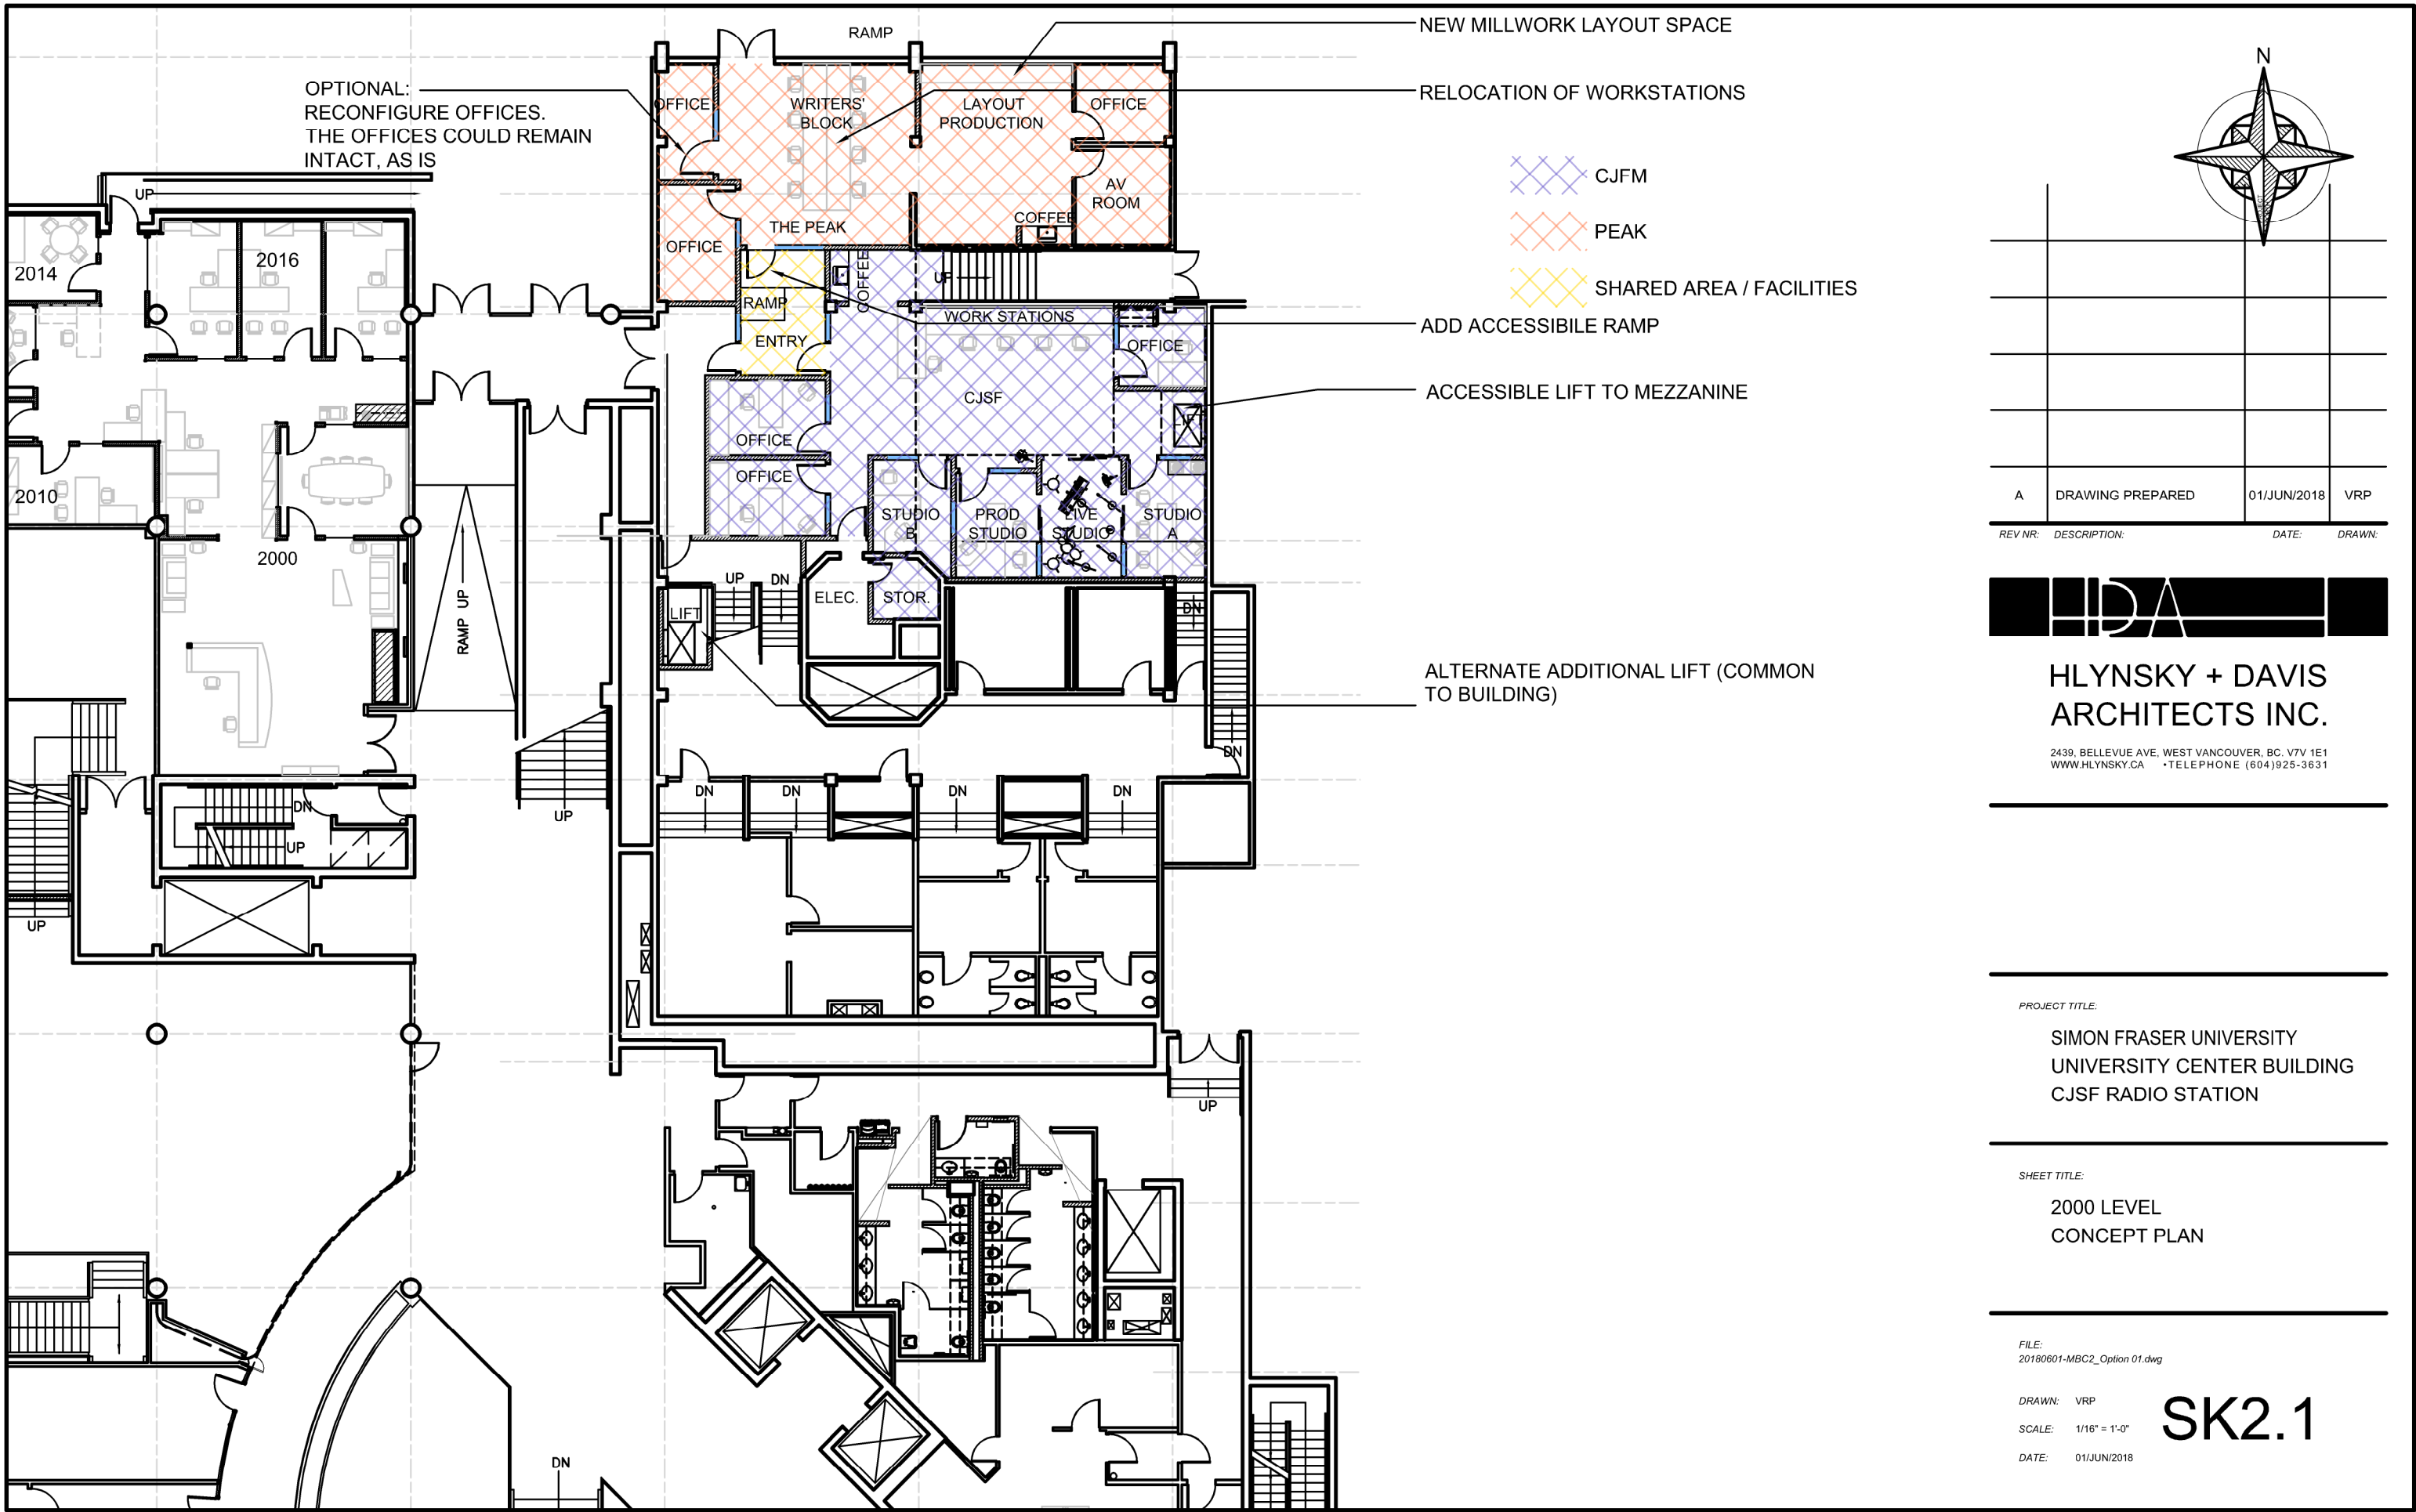 RAMP
NEW MILLWORK LAYOUT SPACE
N
OPTIONAL:
RECONFIGURE OFFICES.
THE OFFICES COULD REMAIN
INTACT, AS IS
RELOCATION OF WORKSTATIONS
OFFICE
WRITERS'
BLOCK
LAYOUT
PRODUCTION
OFFICE
CJFM
AV
ROOM
UP
COFFEE
THE PEAK
PEAK
OFFICE
2014
2016
COFFEE
UP
SHARED AREA / FACILITIES
RAMP
WORK STATIONS
ADD ACCESSIBILE RAMP
ENTRY
OFFICE
CJSF
ACCESSIBLE LIFT TO MEZZANINE
LIFT
OFFICE
OFFICE
2010
STUDIO
B
PROD
STUDIO
LIVE
STUDIO
STUDIO
A
A DRAWING PREPARED 01/JUN/2018 VRP
REV NR: DESCRIPTION: DATE: DRAWN:
2000
UP
DN
ELEC.
STOR.
LIFT
DN
RAMP UP
HDA
HLYNSKY + DAVIS
ARCHITECTS INC.
2439, BELLEVUE AVE, WEST VANCOUVER, BC. V7V 1E1
WWW.HLYNSKY.CA •TELEPHONE (604)925-3631
ALTERNATE ADDITIONAL LIFT (COMMON
TO BUILDING)
DN
DN
DN
DN
DN
DN
UP
UP
UP
PROJECT TITLE:
SIMON FRASER UNIVERSITY
UNIVERSITY CENTER BUILDING
CJSF RADIO STATION
UP
SHEET TITLE:
2000 LEVEL
CONCEPT PLAN
FILE:
20180601-MBC2_Option 01.dwg
DRAWN: VRP
SCALE: 1/16" = 1'-0"
DATE: 01/JUN/2018
SK2.1
DN